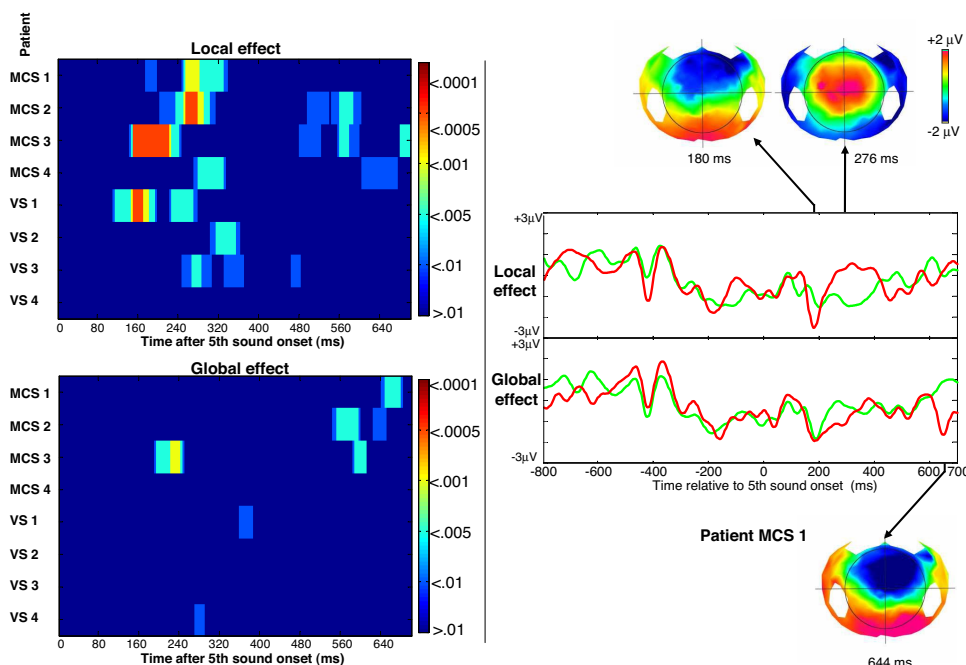 Patient
Local effect
MCS 1
MCS 2
MCS 3
MCS 4
VS 1
VS 2
VS 3
VS 4
0 80 160 240 320 400 480 560 640
Time after 5th sound onset (ms)
<.0001
<.0005
<.001
<.005
<.01
>.01
Global effect
MCS 1
MCS 2
MCS 3
MCS 4
VS 1
VS 2
VS 3
VS 4
0 80 160 240 320 400 480 560 640
Time after 5th sound onset (ms)
<.0001
<.0005
<.001
<.005
<.01
>.01
+2 µV
-2 µV
180 ms
276 ms
+3µV
Local
effect
-3µV
+3µV
Global
effect
-3µV
-800 -600 -400 -200 0 200 400 600 700
Time relative to 5th sound onset (ms)
Patient MCS 1
644 ms